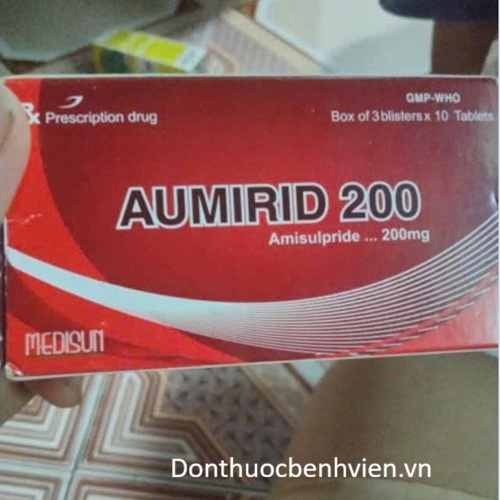 Rx Prescription drug
GMP-WHO
Box of 3 blisters x 10 Tablets
AUMIRID 200
Amisulpride ... 200mg
MEDISUN
Donthuocbenhvien.vn